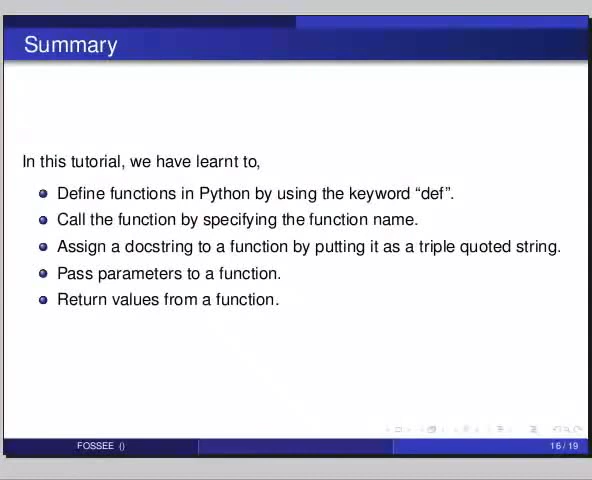 Summary
In this tutorial, we have learnt to,
Define functions in Python by using the keyword “def”.
Call the function by specifying the function name.
Assign a docstring to a function by putting it as a triple quoted string.
Pass parameters to a function.
Return values from a function.
FOSSEE ()
16 / 19